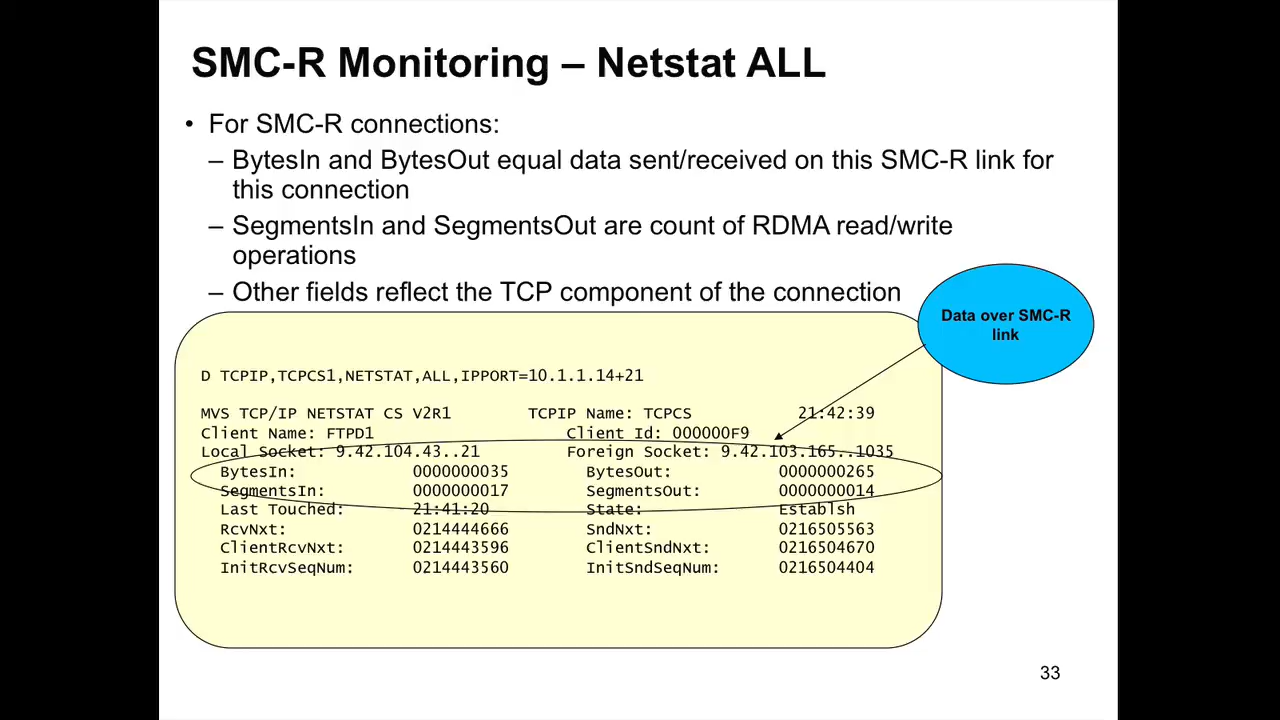 SMC-R Monitoring – Netstat ALL
• For SMC-R connections:
– BytesIn and BytesOut equal data sent/received on this SMC-R link for
this connection
– SegmentsIn and SegmentsOut are count of RDMA read/write
operations
– Other fields reflect the TCP component of the connection
Data over SMC-R
link
D TCPIP,TCPCS1,NETSTAT,ALL,IPPORT=10.1.1.14+21
MVS TCP/IP NETSTAT CS V2R1 TCPIP Name: TCPCS 21:42:39
Client Name: FTPD1 Client Id: 000000F9
Local Socket: 9.42.104.43..21 Foreign Socket: 9.42.103.165..1035
BytesIn: 0000000035 BytesOut: 0000000265
SegmentsIn: 0000000017 SegmentsOut: 0000000014
Last Touched: 21:41:20 State: Establsh
RcvNxt: 0214444666 SndNxt: 0216505563
ClientRcvNxt: 0214443596 ClientSndNxt: 0216504670
InitRcvSeqNum: 0214443560 InitSndSeqNum: 0216504404
33